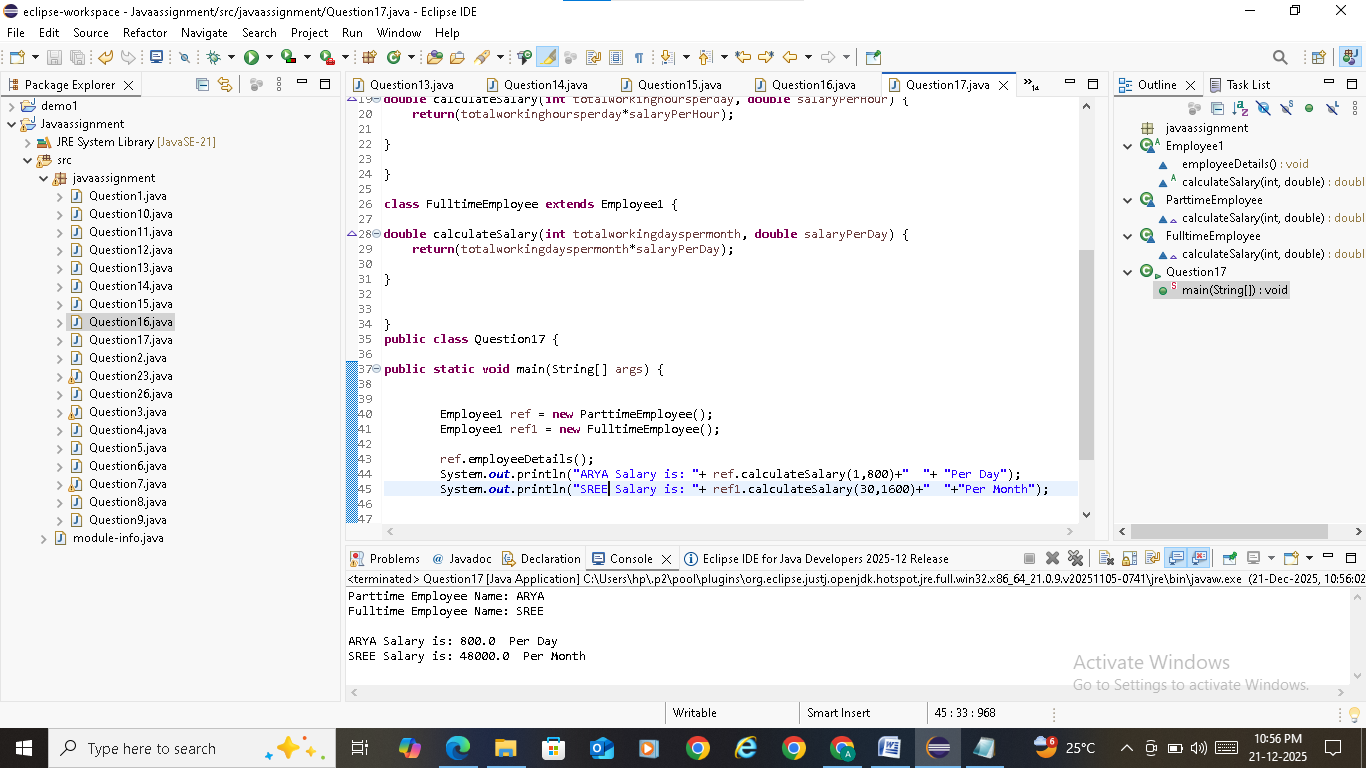 eclipse-workspace - Javaassignment/src/javaassignment/Question17.java - Eclipse IDE
File Edit Source Refactor Navigate Search Project Run Window Help
Package Explorer
demo1
Javaassignment
JRE System Library [JavaSE-21]
src
javaassignment
Question1.java
Question10.java
Question11.java
Question12.java
Question13.java
Question14.java
Question15.java
Question16.java
Question17.java
Question2.java
Question23.java
Question26.java
Question3.java
Question4.java
Question5.java
Question6.java
Question7.java
Question8.java
Question9.java
module-info.java
Question13.java Question14.java Question15.java Question16.java Question17.java »14
19 double calculateSalary(int totalworkinghoursperday, double salaryPerHour) {
20 return(totalworkinghoursperday*salaryPerHour);
21
22 }
23
24 }
25
26 class FulltimeEmployee extends Employee1 {
27
28 double calculateSalary(int totalworkingdayspermonth, double salaryPerDay) {
29 return(totalworkingdayspermonth*salaryPerDay);
30
31 }
32
33
34 }
35 public class Question17 {
36
37 public static void main(String[] args) {
38
39
40 Employee1 ref = new ParttimeEmployee();
41 Employee1 ref1 = new FulltimeEmployee();
42
43 ref.employeeDetails();
44 System.out.println("ARYA Salary is: "+ ref.calculateSalary(1,800)+"  "+ "Per Day");
45 System.out.println("SREE Salary is: "+ ref1.calculateSalary(30,1600)+"  "+"Per Month");
46
47
Outline Task List
javaassignment
Employee1
employeeDetails() : void
calculateSalary(int, double) : doubl
ParttimeEmployee
calculateSalary(int, double) : doubl
FulltimeEmployee
calculateSalary(int, double) : doubl
Question17
main(String[]) : void
Problems @ Javadoc Declaration Console Eclipse IDE for Java Developers 2025-12 Release
<terminated> Question17 [Java Application] C:\Users\hp\.p2\pool\plugins\org.eclipse.justj.openjdk.hotspot.jre.full.win32.x86_64_21.0.9.v20251105-0741\jre\bin\javaw.exe (21-Dec-2025, 10:56:02
Parttime Employee Name: ARYA
Fulltime Employee Name: SREE
ARYA Salary is: 800.0  Per Day
SREE Salary is: 48000.0  Per Month
Activate Windows
Go to Settings to activate Windows.
Writable Smart Insert 45 : 33 : 968
Type here to search
6
25°C
10:56 PM
21-12-2025